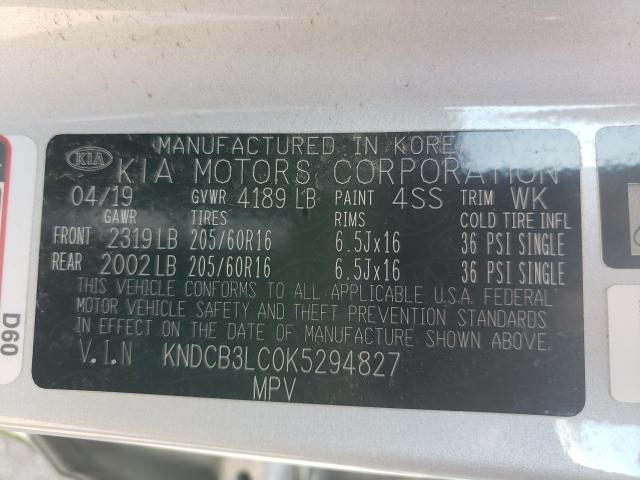 MANUFACTURED IN KOREA
KIA KIA MOTORS CORPORATION
04/19 GVWR 4189 LB PAINT 4SS TRIM WK
GAWR TIRES RIMS COLD TIRE INFL
FRONT 2319 LB 205/60R16 6.5Jx16 36 PSI SINGLE
REAR 2002 LB 205/60R16 6.5Jx16 36 PSI SINGLE
THIS VEHICLE CONFORMS TO ALL APPLICABLE U.S.A. FEDERAL
MOTOR VEHICLE SAFETY AND THEFT PREVENTION STANDARDS
IN EFFECT ON THE DATE OF MANUFACTURE SHOWN ABOVE.
V.I.N KNDCB3LC0K5294827
MPV
D60